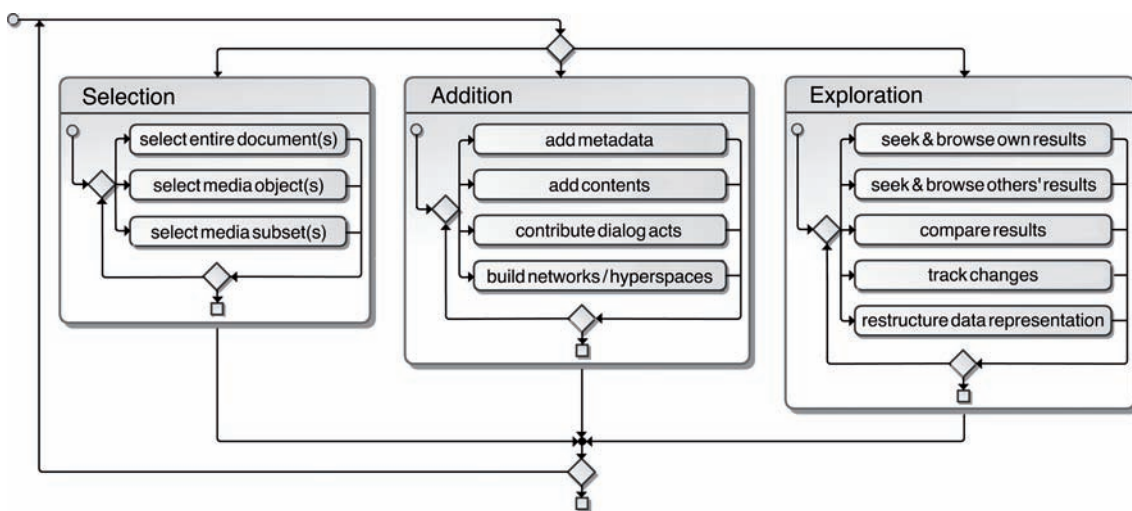 Selection
select entire document(s)
select media object(s)
select media subset(s)
Addition
add metadata
add contents
contribute dialog acts
build networks / hyperspaces
Exploration
seek & browse own results
seek & browse others' results
compare results
track changes
restructure data representation